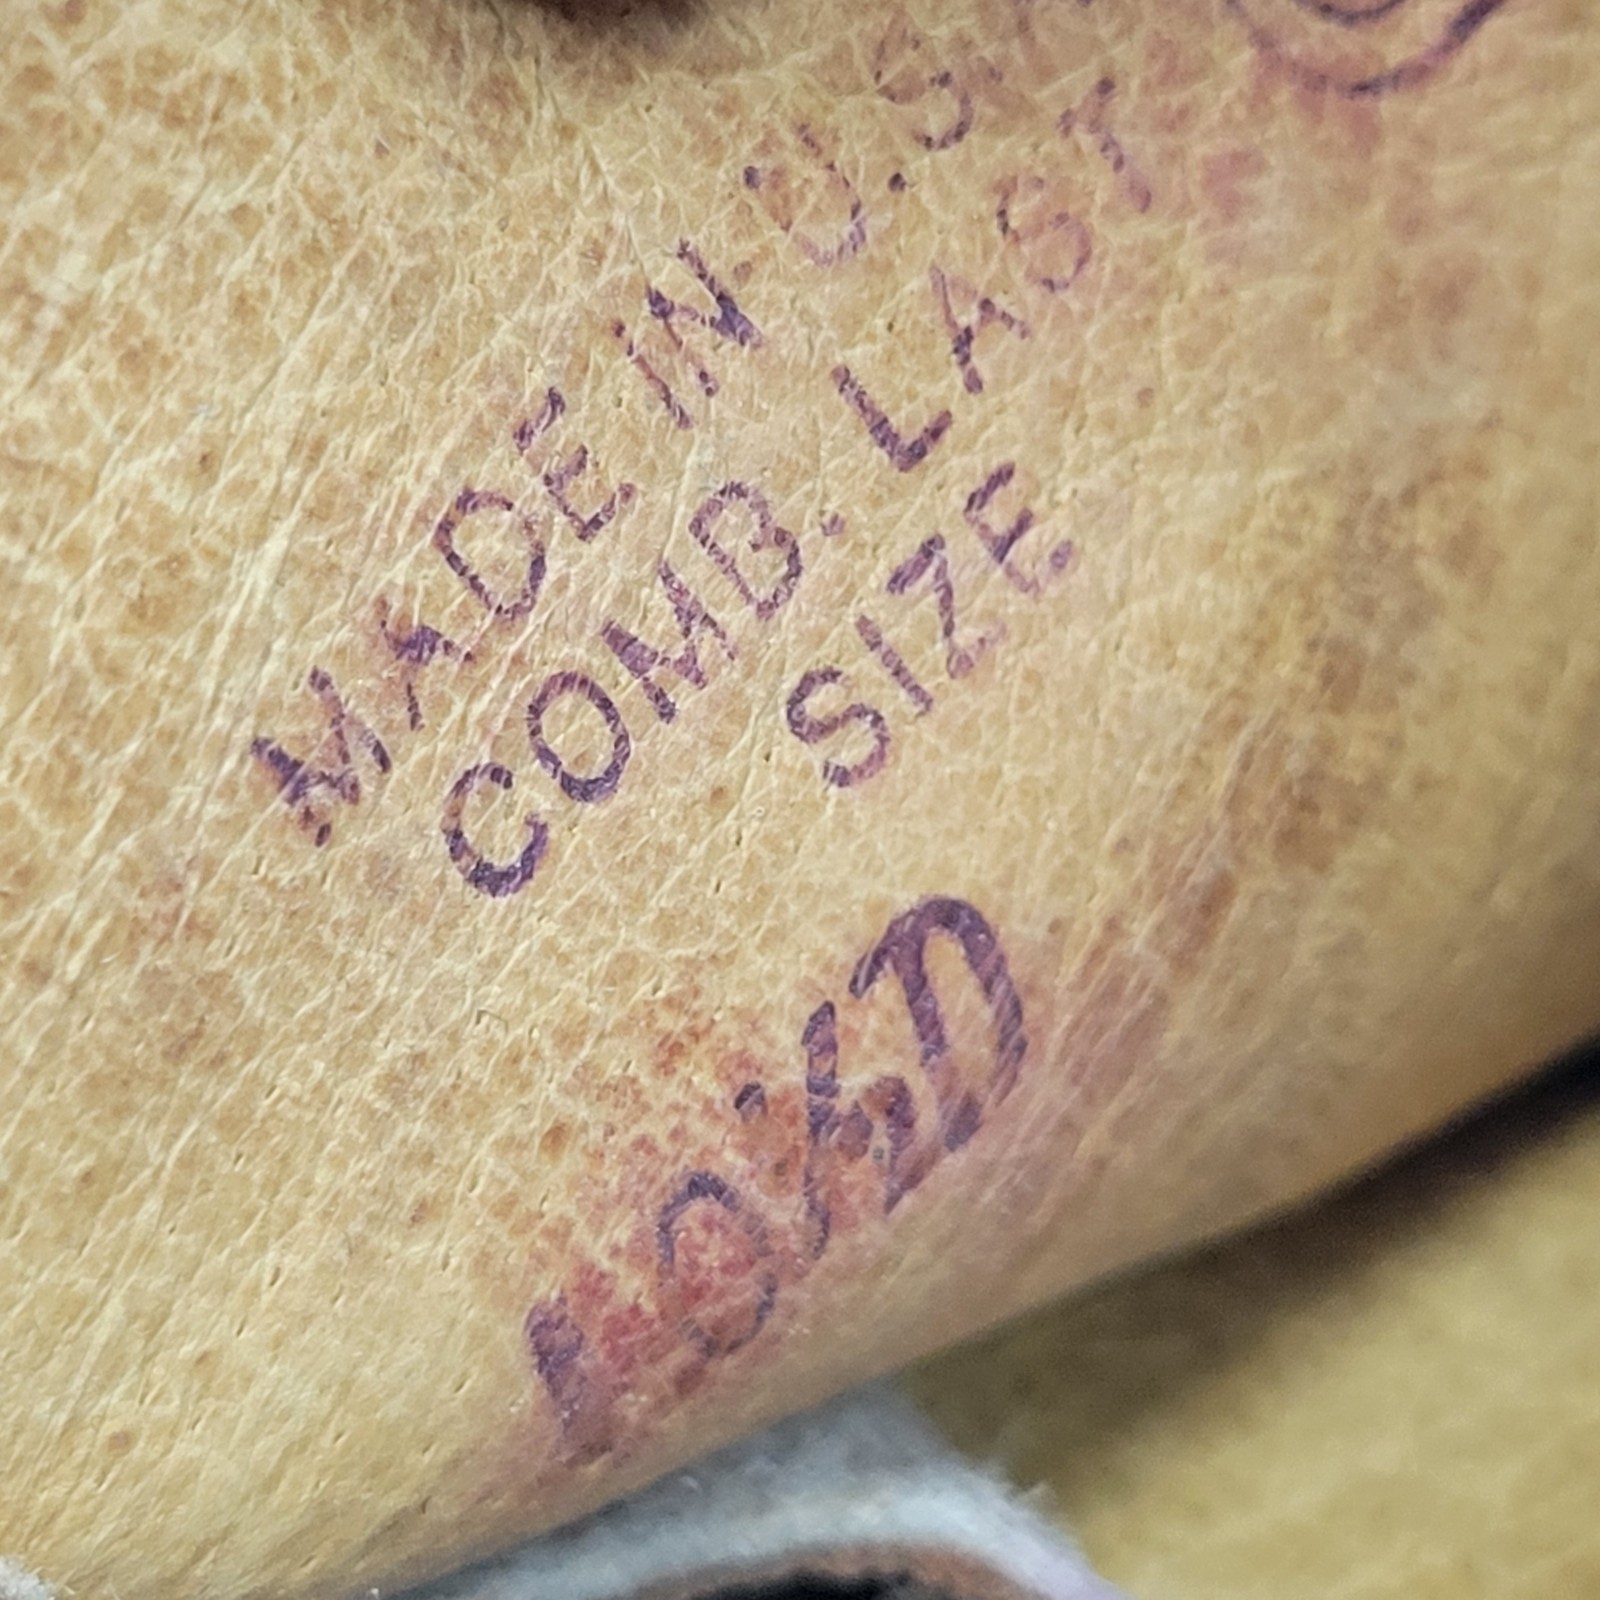 MADE IN U.S.
COMB. LAST
SIZE
10½D